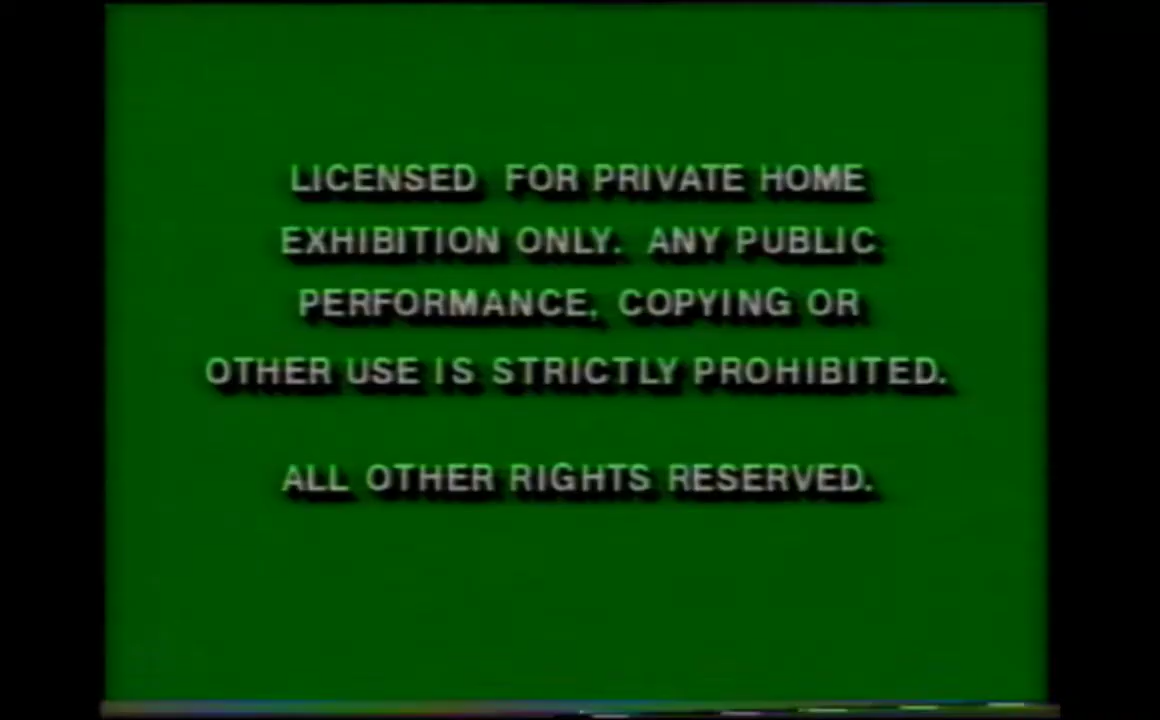 LICENSED FOR PRIVATE HOME
EXHIBITION ONLY. ANY PUBLIC
PERFORMANCE, COPYING OR
OTHER USE IS STRICTLY PROHIBITED.
ALL OTHER RIGHTS RESERVED.